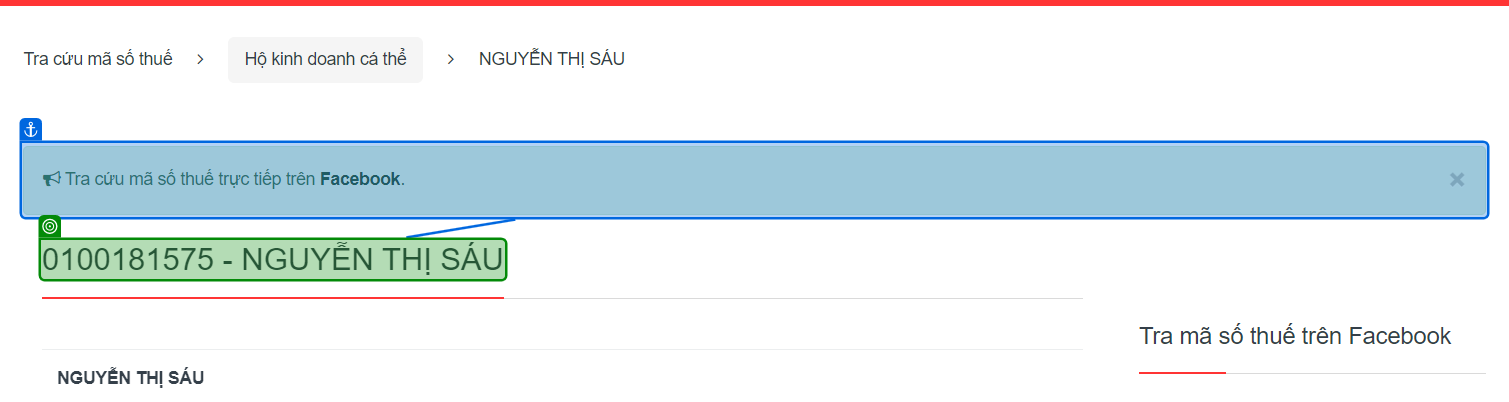 Tra cứu mã số thuế > Hộ kinh doanh cá thể > NGUYỄN THỊ SÁU
Tra cứu mã số thuế trực tiếp trên Facebook. ×
0100181575 - NGUYỄN THỊ SÁU
Tra mã số thuế trên Facebook
NGUYỄN THỊ SÁU